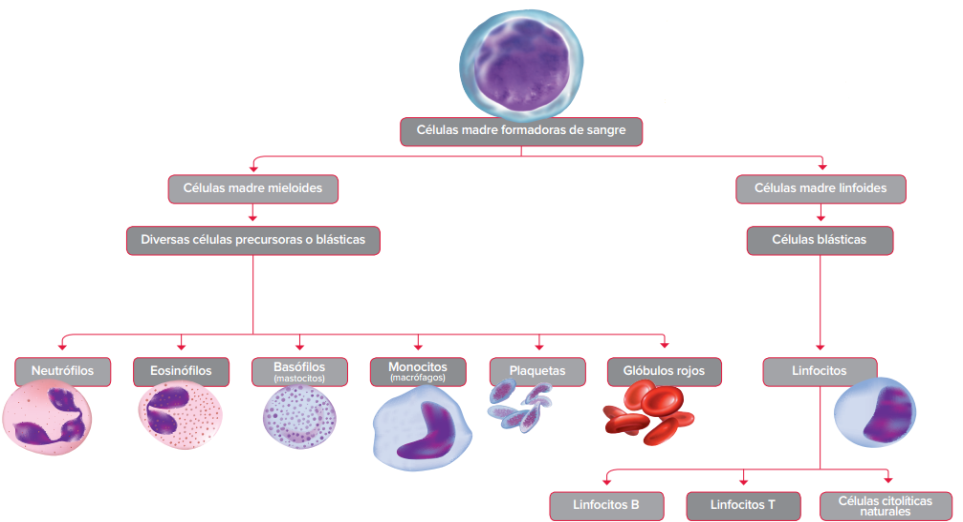 Células madre formadoras de sangre
Células madre mieloides
Células madre linfoides
Diversas células precursoras o blásticas
Células blásticas
Neutrófilos
Eosinófilos
Basófilos
(mastocitos)
Monocitos
(macrófagos)
Plaquetas
Glóbulos rojos
Linfocitos
Linfocitos B
Linfocitos T
Células citolíticas
naturales